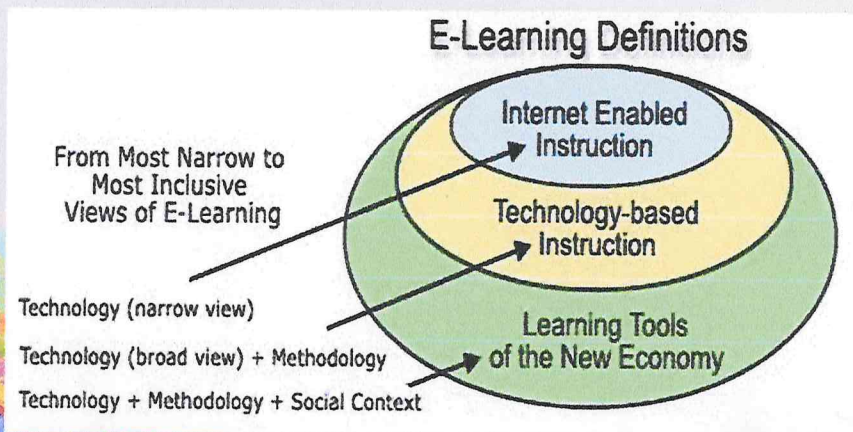 E-Learning Definitions
Internet Enabled
Instruction
From Most Narrow to
Most Inclusive
Views of E-Learning
Technology-based
Instruction
Technology (narrow view)
Learning Tools
of the New Economy
Technology (broad view) + Methodology
Technology + Methodology + Social Context